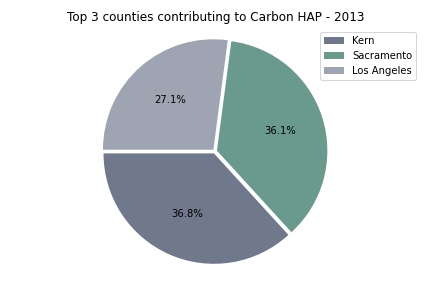 Top 3 counties contributing to Carbon HAP - 2013
Kern
Sacramento
Los Angeles
27.1%
36.1%
36.8%